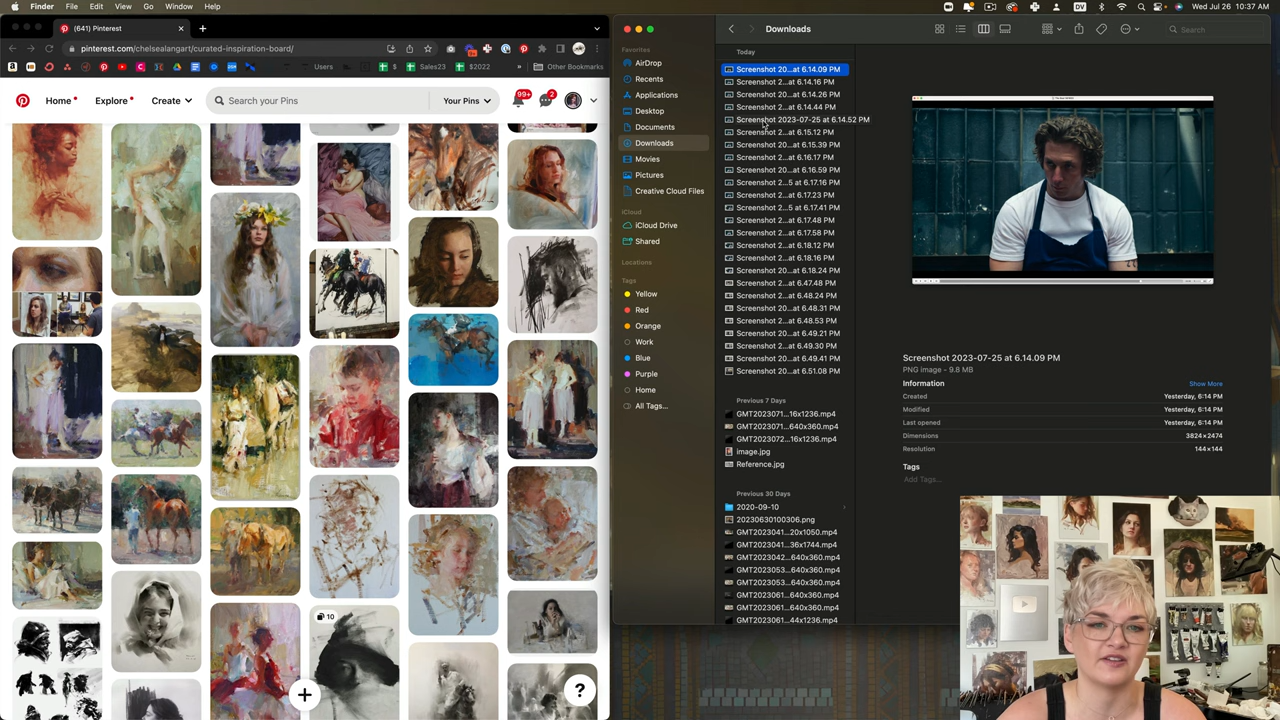 Finder File Edit View Go Window Help
DV Wed Jul 26 10:37 AM
(641) Pinterest
pinterest.com/chelsealangart/curated-inspiration-board/
Users $ Sales23 $2022 » Other Bookmarks
Home Explore Create Search your Pins Your Pins 99+ 2
10
?
Downloads
Search
Favorites
AirDrop
Recents
Applications
Desktop
Documents
Downloads
Movies
Pictures
Creative Cloud Files
iCloud
iCloud Drive
Shared
Locations
Tags
Yellow
Red
Orange
Work
Blue
Purple
Home
All Tags...
Today
Screenshot 20...at 6.14.09 PM
Screenshot 2...at 6.14.16 PM
Screenshot 20...at 6.14.26 PM
Screenshot 2...at 6.14.44 PM
Screenshot 2023-07-25 at 6.14.52 PM
Screenshot 2...at 6.15.12 PM
Screenshot 20...at 6.15.39 PM
Screenshot 2...at 6.16.17 PM
Screenshot 20...at 6.16.59 PM
Screenshot 2...5 at 6.17.16 PM
Screenshot 2...at 6.17.23 PM
Screenshot 2...5 at 6.17.41 PM
Screenshot 2...at 6.17.48 PM
Screenshot 2...at 6.17.58 PM
Screenshot 2...at 6.18.12 PM
Screenshot 2...at 6.18.16 PM
Screenshot 20...at 6.18.24 PM
Screenshot 2...at 6.47.48 PM
Screenshot 2...at 6.48.24 PM
Screenshot 20...at 6.48.31 PM
Screenshot 2...at 6.48.53 PM
Screenshot 20...at 6.49.21 PM
Screenshot 2...at 6.49.30 PM
Screenshot 20...at 6.49.41 PM
Screenshot 20...at 6.51.08 PM
Previous 7 Days
GMT2023071...16x1236.mp4
GMT2023071...640x360.mp4
GMT2023072...16x1236.mp4
image.jpg
Reference.jpg
Previous 30 Days
2020-09-10
20230630100306.png
GMT2023041...20x1050.mp4
GMT2023041...36x1744.mp4
GMT2023042...640x360.mp4
GMT2023053...640x360.mp4
GMT2023053...640x360.mp4
GMT2023061...640x360.mp4
GMT2023061...640x360.mp4
GMT2023061...44x1236.mp4
Screenshot 2023-07-25 at 6.14.09 PM
PNG image - 9.8 MB
Information Show More
Created Yesterday, 6:14 PM
Modified Yesterday, 6:14 PM
Last opened Yesterday, 6:14 PM
Dimensions 3824×2474
Resolution 144×144
Tags
Add Tags...